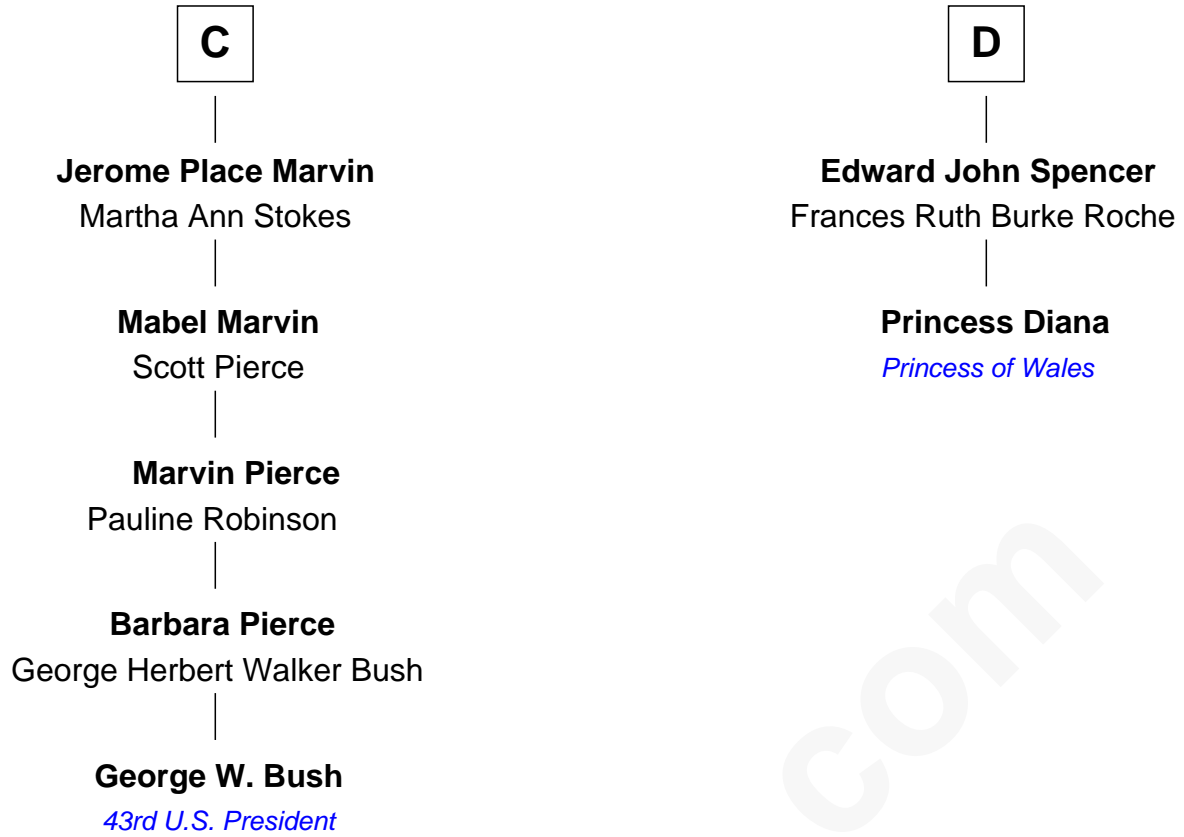 C
Jerome Place Marvin
Martha Ann Stokes
Mabel Marvin
Scott Pierce
Marvin Pierce
Pauline Robinson
Barbara Pierce
George Herbert Walker Bush
George W. Bush
43rd U.S. President
D
Edward John Spencer
Frances Ruth Burke Roche
Princess Diana
Princess of Wales
com